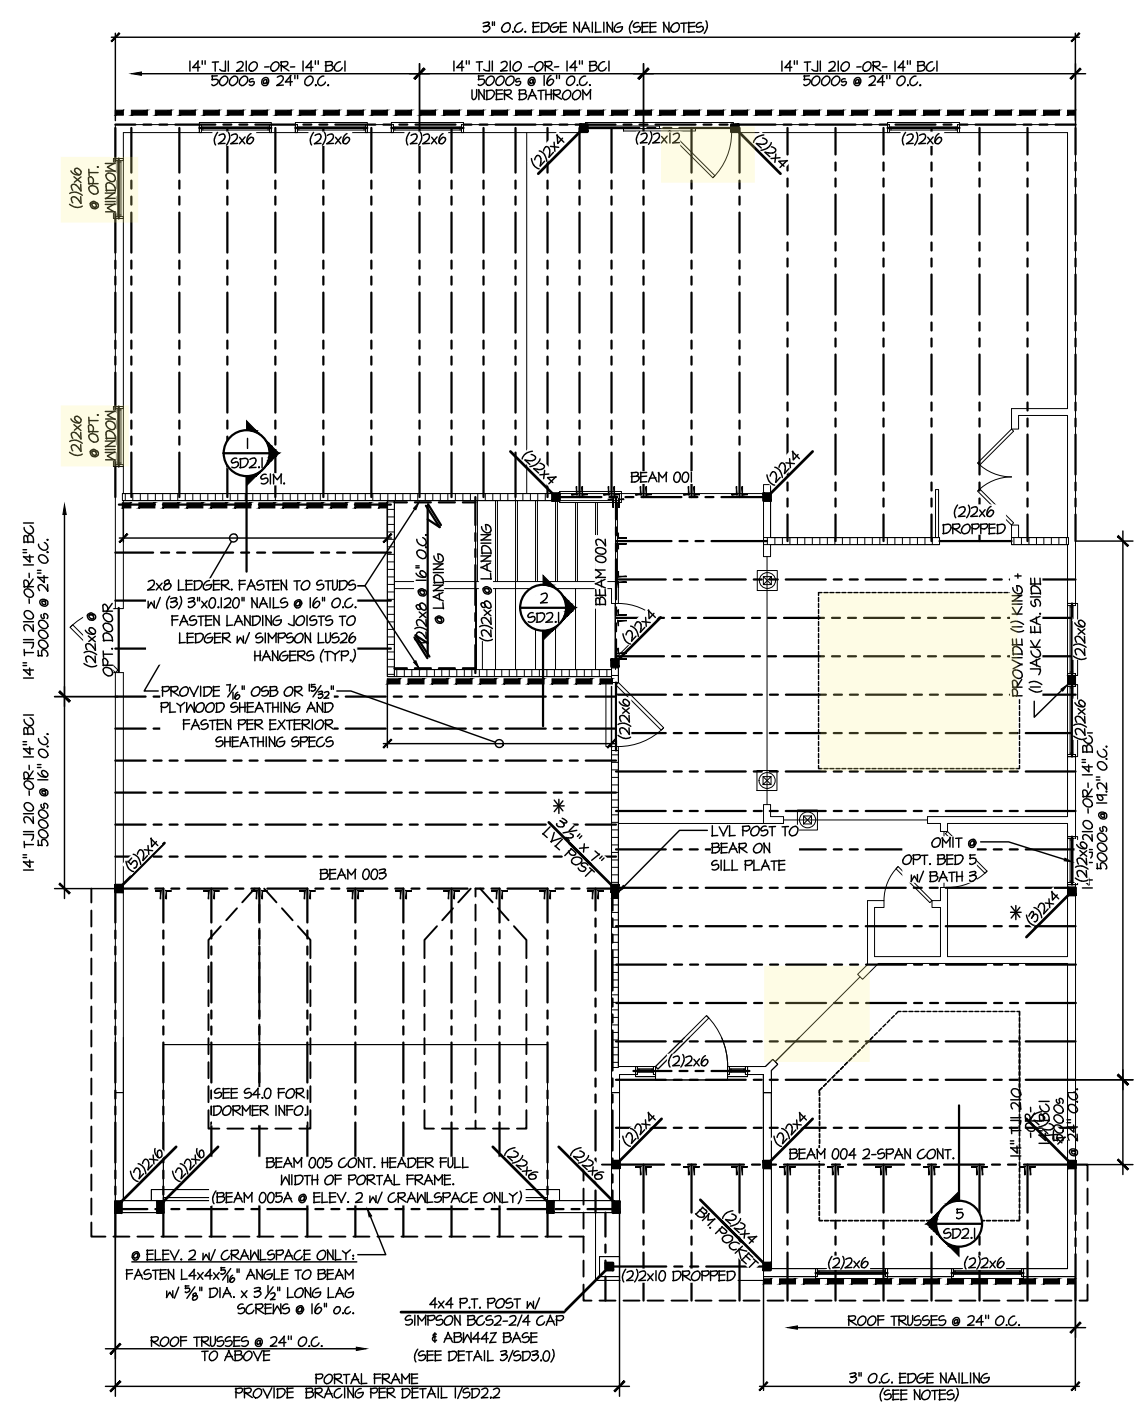 3" O.C. EDGE NAILING (SEE NOTES)
14" TJI 210 -OR- 14" BCI
5000s @ 24" O.C.
14" TJI 210 -OR- 14" BCI
5000s @ 16" O.C.
UNDER BATHROOM
14" TJI 210 -OR- 14" BCI
5000s @ 24" O.C.
(2)2x6
(2)2x6
(2)2x6
(2)2x4
(2)2x12
(2)2x4
(2)2x6
(2)2x6
@ OPT.
WINDOW
(2)2x6
@ OPT.
WINDOW
1
SD2.1
SIM.
(2)2x4
BEAM 001
(2)2x4
(2)2x6
DROPPED
14" TJI 210 -OR- 14" BCI
5000s @ 24" O.C.
2x8 LEDGER. FASTEN TO STUDS
w/ (3) 3"x0.120" NAILS @ 16" O.C.
FASTEN LANDING JOISTS TO
LEDGER w/ SIMPSON LUS26
HANGERS (TYP.)
(2)2x8 @ 16" O.C.
@ LANDING
(2)2x8 @ LANDING
2
SD2.1
BEAM 002
(2)2x4
PROVIDE (1) KING +
(1) JACK EA. SIDE
(2)2x6
(2)2x6
(2)2x6 @
OPT. DOOR
PROVIDE 7/16" OSB OR 15/32"
PLYWOOD SHEATHING AND
FASTEN PER EXTERIOR
SHEATHING SPECS
(2)2x6
14" TJI 210 -OR- 14" BCI
5000s @ 16" O.C.
210 -OR- 14" BCI
5000s @ 19.2" O.C.
(5)2x4
BEAM 003
* 3 1/2" x 7"
LVL POST
LVL POST TO
BEAR ON
SILL PLATE
OMIT @
OPT. BED 5
w/ BATH 3
(2)2x6
* (3)2x4
SEE S4.0 FOR
DORMER INFO.
(2)2x6
(2)2x6
(2)2x6
(2)2x6
(2)2x6
BEAM 005 CONT. HEADER FULL
WIDTH OF PORTAL FRAME.
(BEAM 005A @ ELEV. 2 w/ CRAWLSPACE ONLY)
(2)2x4
(2)2x4
BEAM 004 2-SPAN CONT.
14" TJI 210
-OR-
14" BCI
5000s
@ 24" O.C.
(2)2x4
BM. POCKET
5
SD2.1
(2)2x6
(2)2x6
(2)2x10 DROPPED
@ ELEV. 2 w/ CRAWLSPACE ONLY:
FASTEN L4x4x5/16" ANGLE TO BEAM
w/ 5/8" DIA. x 3 1/2" LONG LAG
SCREWS @ 16" o.c.
4x4 P.T. POST w/
SIMPSON BCS2-2/4 CAP
& ABW44Z BASE
(SEE DETAIL 3/SD3.0)
ROOF TRUSSES @ 24" O.C.
TO ABOVE
ROOF TRUSSES @ 24" O.C.
PORTAL FRAME
PROVIDE BRACING PER DETAIL 1/SD2.2
3" O.C. EDGE NAILING
(SEE NOTES)